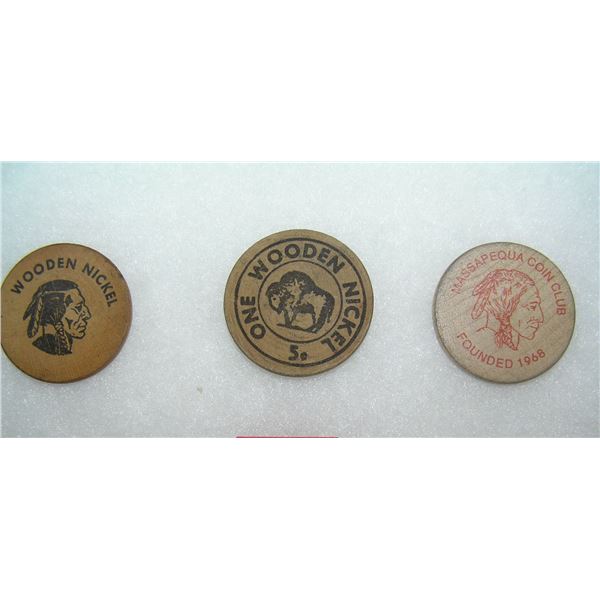 WOODEN NICKEL
ONE WOODEN NICKEL
5¢
MASSAPEQUA COIN CLUB
FOUNDED 1968